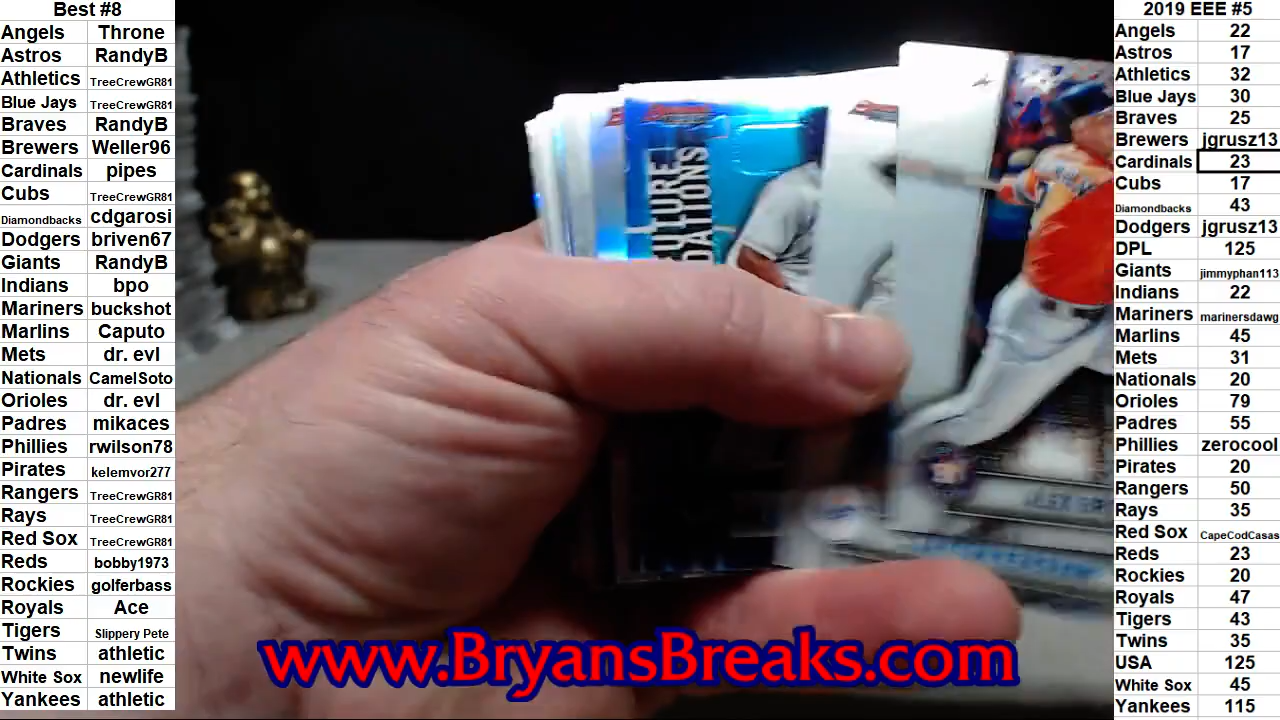 Best #8
Angels Throne
Astros RandyB
Athletics TreeCrewGR81
Blue Jays TreeCrewGR81
Braves RandyB
Brewers Weller96
Cardinals pipes
Cubs TreeCrewGR81
Diamondbacks cdgarosi
Dodgers briven67
Giants RandyB
Indians bpo
Mariners buckshot
Marlins Caputo
Mets dr. evl
Nationals CamelSoto
Orioles dr. evl
Padres mikaces
Phillies rwilson78
Pirates kelemvor277
Rangers TreeCrewGR81
Rays TreeCrewGR81
Red Sox TreeCrewGR81
Reds bobby1973
Rockies golferbass
Royals Ace
Tigers Slippery Pete
Twins athletic
White Sox newlife
Yankees athletic
UTURE
DATIONS
ALEX
www.BryansBreaks.com
2019 EEE #5
Angels 22
Astros 17
Athletics 32
Blue Jays 30
Braves 25
Brewers jgrusz13
Cardinals 23
Cubs 17
Diamondbacks 43
Dodgers jgrusz13
DPL 125
Giants jimmyphan113
Indians 22
Mariners marinersdawg
Marlins 45
Mets 31
Nationals 20
Orioles 79
Padres 55
Phillies zerocool
Pirates 20
Rangers 50
Rays 35
Red Sox CapeCodCasas
Reds 23
Rockies 20
Royals 47
Tigers 43
Twins 35
USA 125
White Sox 45
Yankees 115